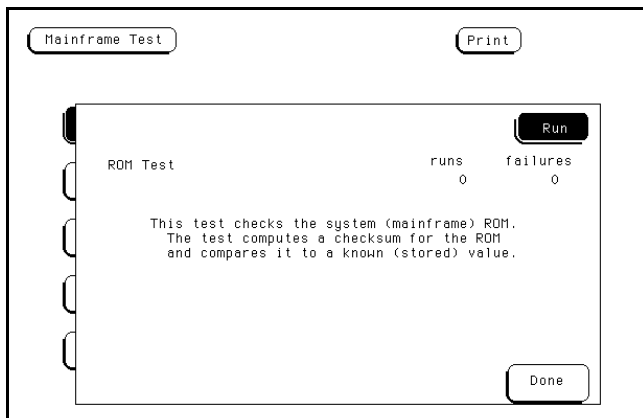 Mainframe Test Print
Run
ROM Test runs failures
0 0
This test checks the system (mainframe) ROM.
The test computes a checksum for the ROM
and compares it to a known (stored) value.
Done